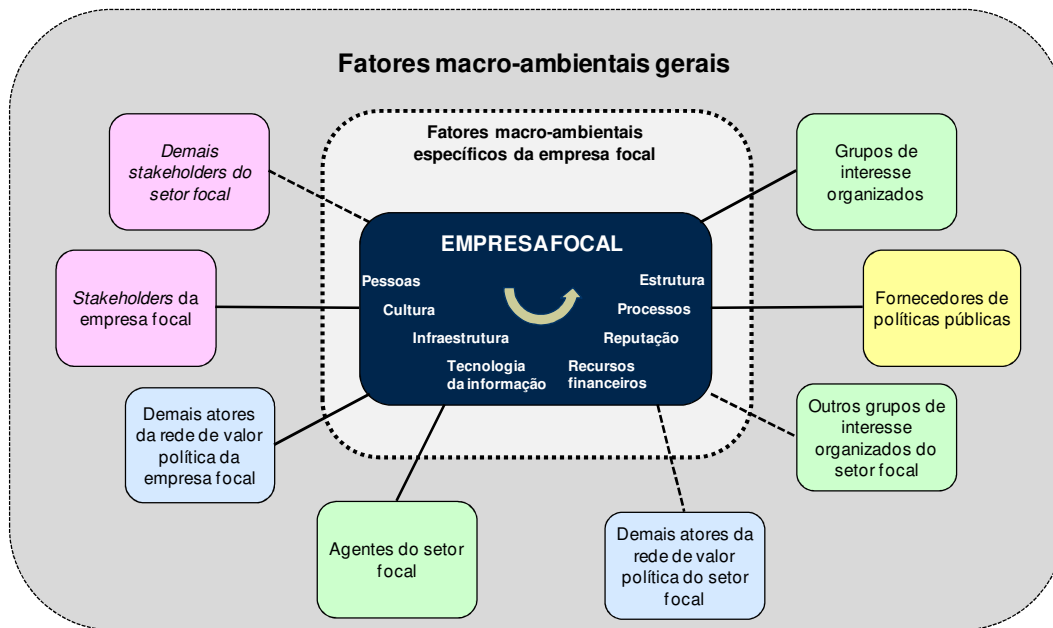 Fatores macro-ambientais gerais
Fatores macro-ambientais
específicos da empresa focal
Demais
stakeholders do
setor focal
Grupos de
interesse
organizados
EMPRESA FOCAL
Pessoas
Cultura
Infraestrutura
Tecnologia
da informação
Estrutura
Processos
Reputação
Recursos
financeiros
Stakeholders da
empresa focal
Fornecedores de
políticas públicas
Demais atores
da rede de valor
política da
empresa focal
Outros grupos de
interesse
organizados do
setor focal
Agentes do setor
focal
Demais atores da
rede de valor
política do setor
focal